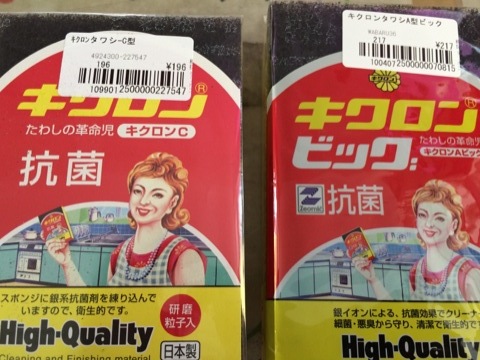 キクロンタワシーC型
4924300-227547
196 ¥196
1099012500000227547
キクロン®
たわしの革命児 キクロンC
抗菌
スポンジに銀系抗菌剤を練り込んで
いますので、衛生的です。
研磨
粒子入
High-Quality
日本製
Cleaning and Finishing material
キクロンタワシA型ビック
217 ¥217
1004072500000070815
キクロン®
たわしの革命児
ビック!
キクロンAビック
Zeomic
抗菌
銀イオンによる、抗菌効果でクリーナー
細菌・悪臭から守り、清潔で衛生的で
High-Quality